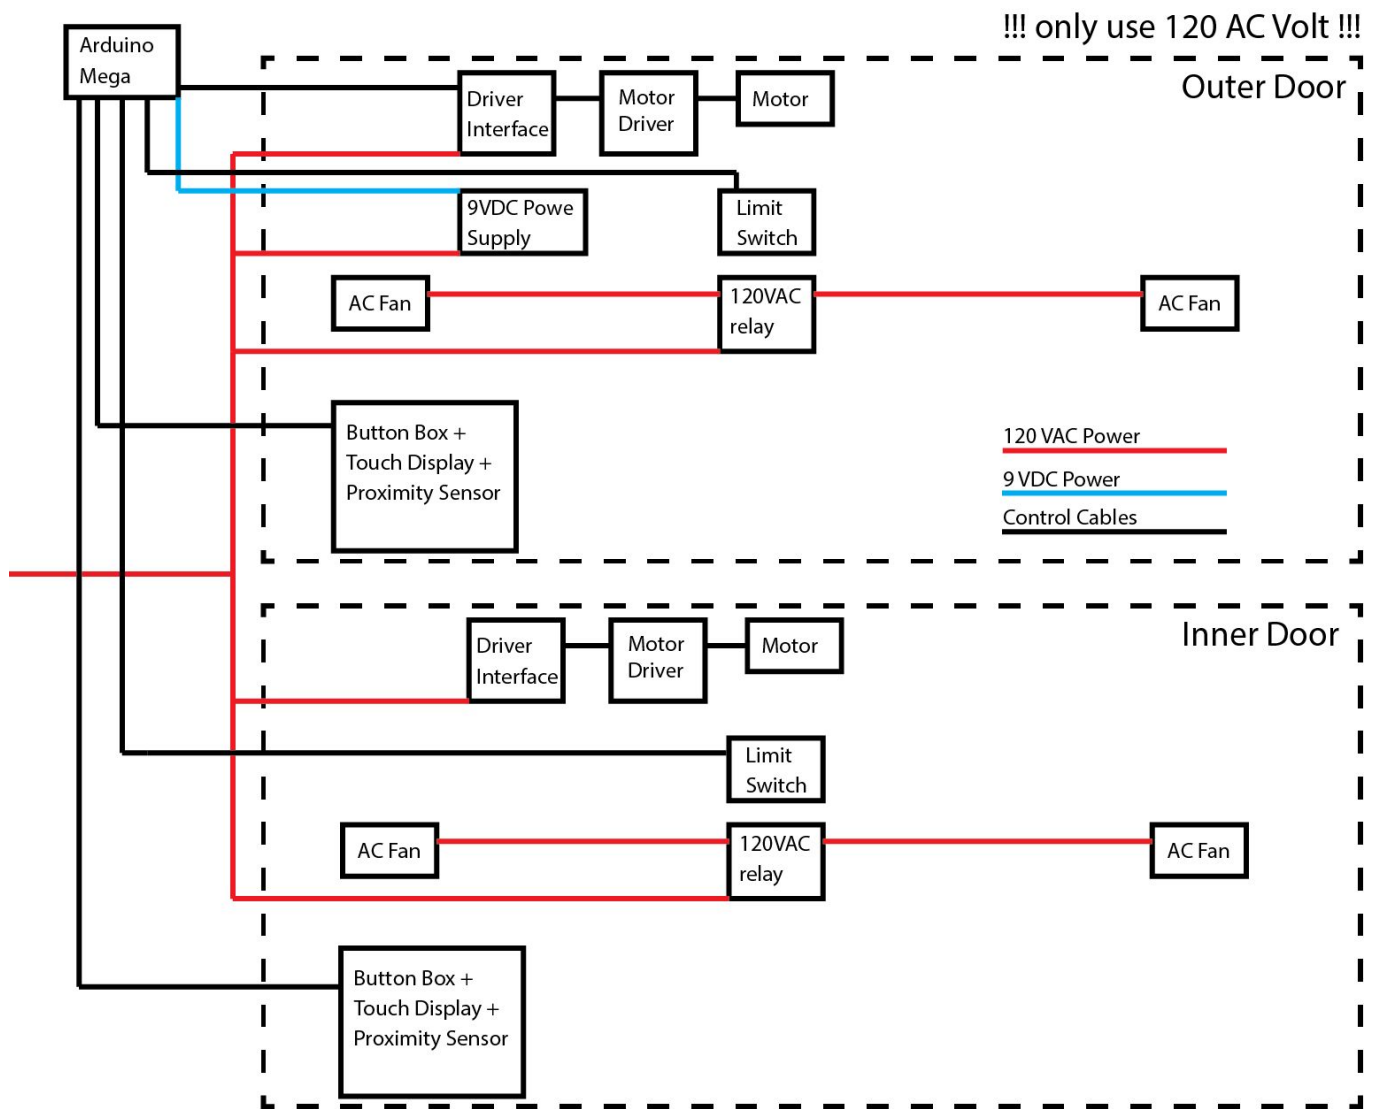 !!! only use 120 AC Volt !!!
Arduino
Mega
Outer Door
Driver
Interface
Motor
Driver
Motor
9VDC Powe
Supply
Limit
Switch
AC Fan
120VAC
relay
AC Fan
Button Box +
Touch Display +
Proximity Sensor
120 VAC Power
9 VDC Power
Control Cables
Inner Door
Driver
Interface
Motor
Driver
Motor
Limit
Switch
AC Fan
120VAC
relay
AC Fan
Button Box +
Touch Display +
Proximity Sensor